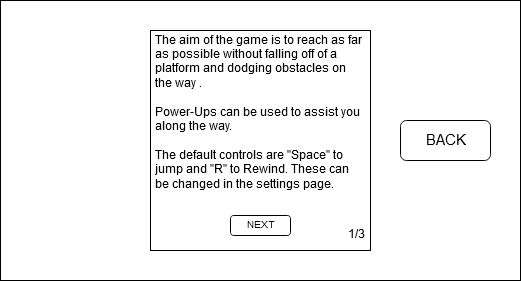 The aim of the game is to reach as far
as possible without falling off of a
platform and dodging obstacles on
the way .
Power-Ups can be used to assist you
along the way.
The default controls are "Space" to
jump and "R" to Rewind. These can
be changed in the settings page.
NEXT
1/3
BACK